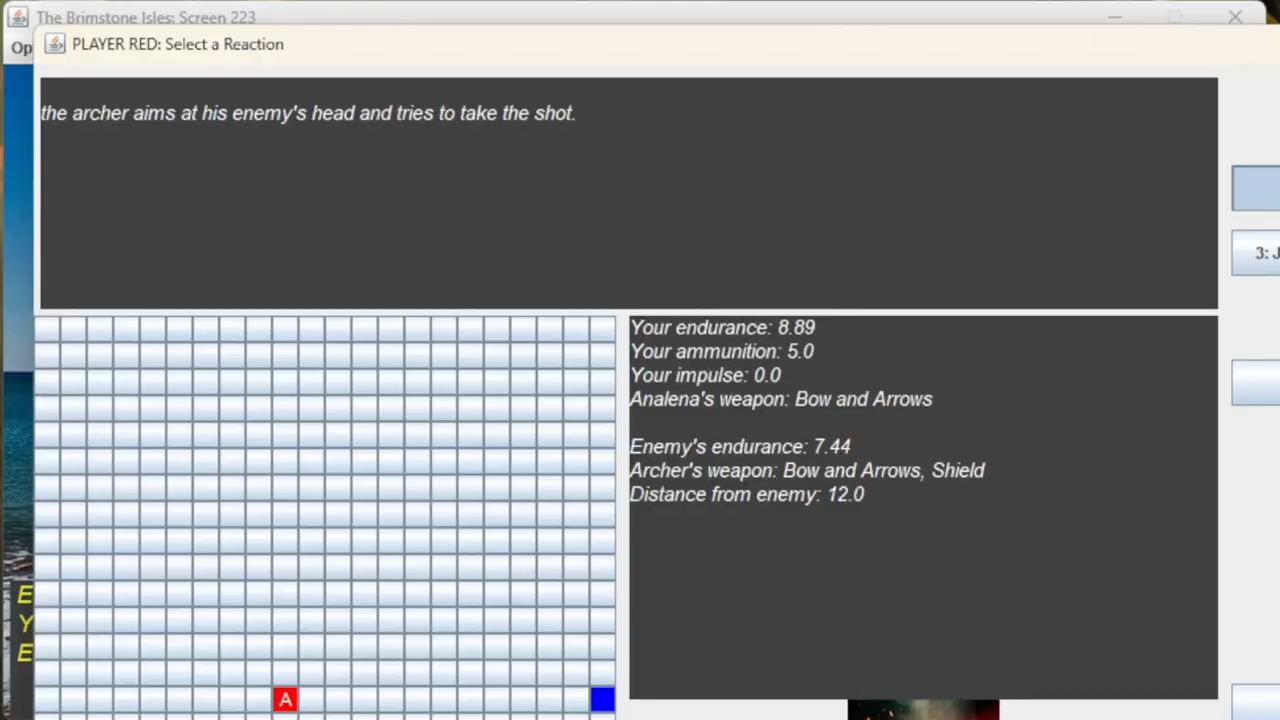 The Brimstone Isles: Screen 223
Op
PLAYER RED: Select a Reaction
the archer aims at his enemy's head and tries to take the shot.
3: J
Your endurance: 8.89
Your ammunition: 5.0
Your impulse: 0.0
Analena's weapon: Bow and Arrows
Enemy's endurance: 7.44
Archer's weapon: Bow and Arrows, Shield
Distance from enemy: 12.0
E
Y
E
A